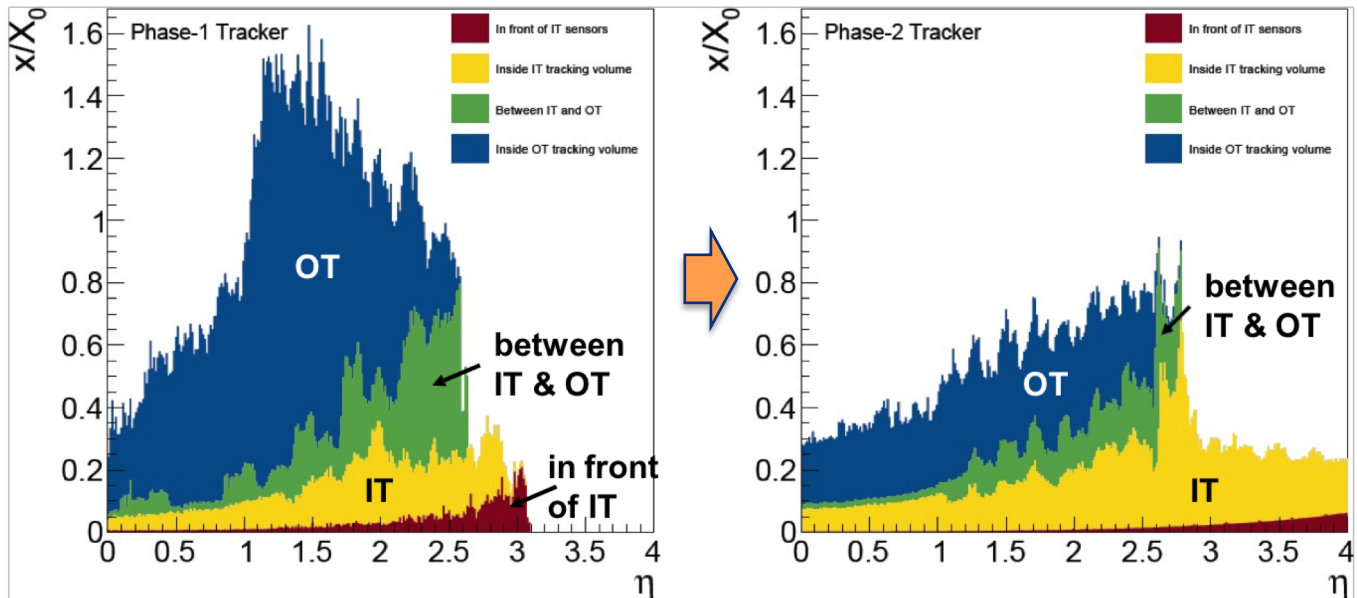 x/X0
1.6
1.4
1.2
1
0.8
0.6
0.4
0.2
0
Phase-1 Tracker
In front of IT sensors
Inside IT tracking volume
Between IT and OT
Inside OT tracking volume
OT
between
IT & OT
IT
in front
of IT
0 0.5 1 1.5 2 2.5 3 3.5 4
η
x/X0
1.6
1.4
1.2
1
0.8
0.6
0.4
0.2
0
Phase-2 Tracker
In front of IT sensors
Inside IT tracking volume
Between IT and OT
Inside OT tracking volume
between
IT & OT
OT
IT
0 0.5 1 1.5 2 2.5 3 3.5 4
η